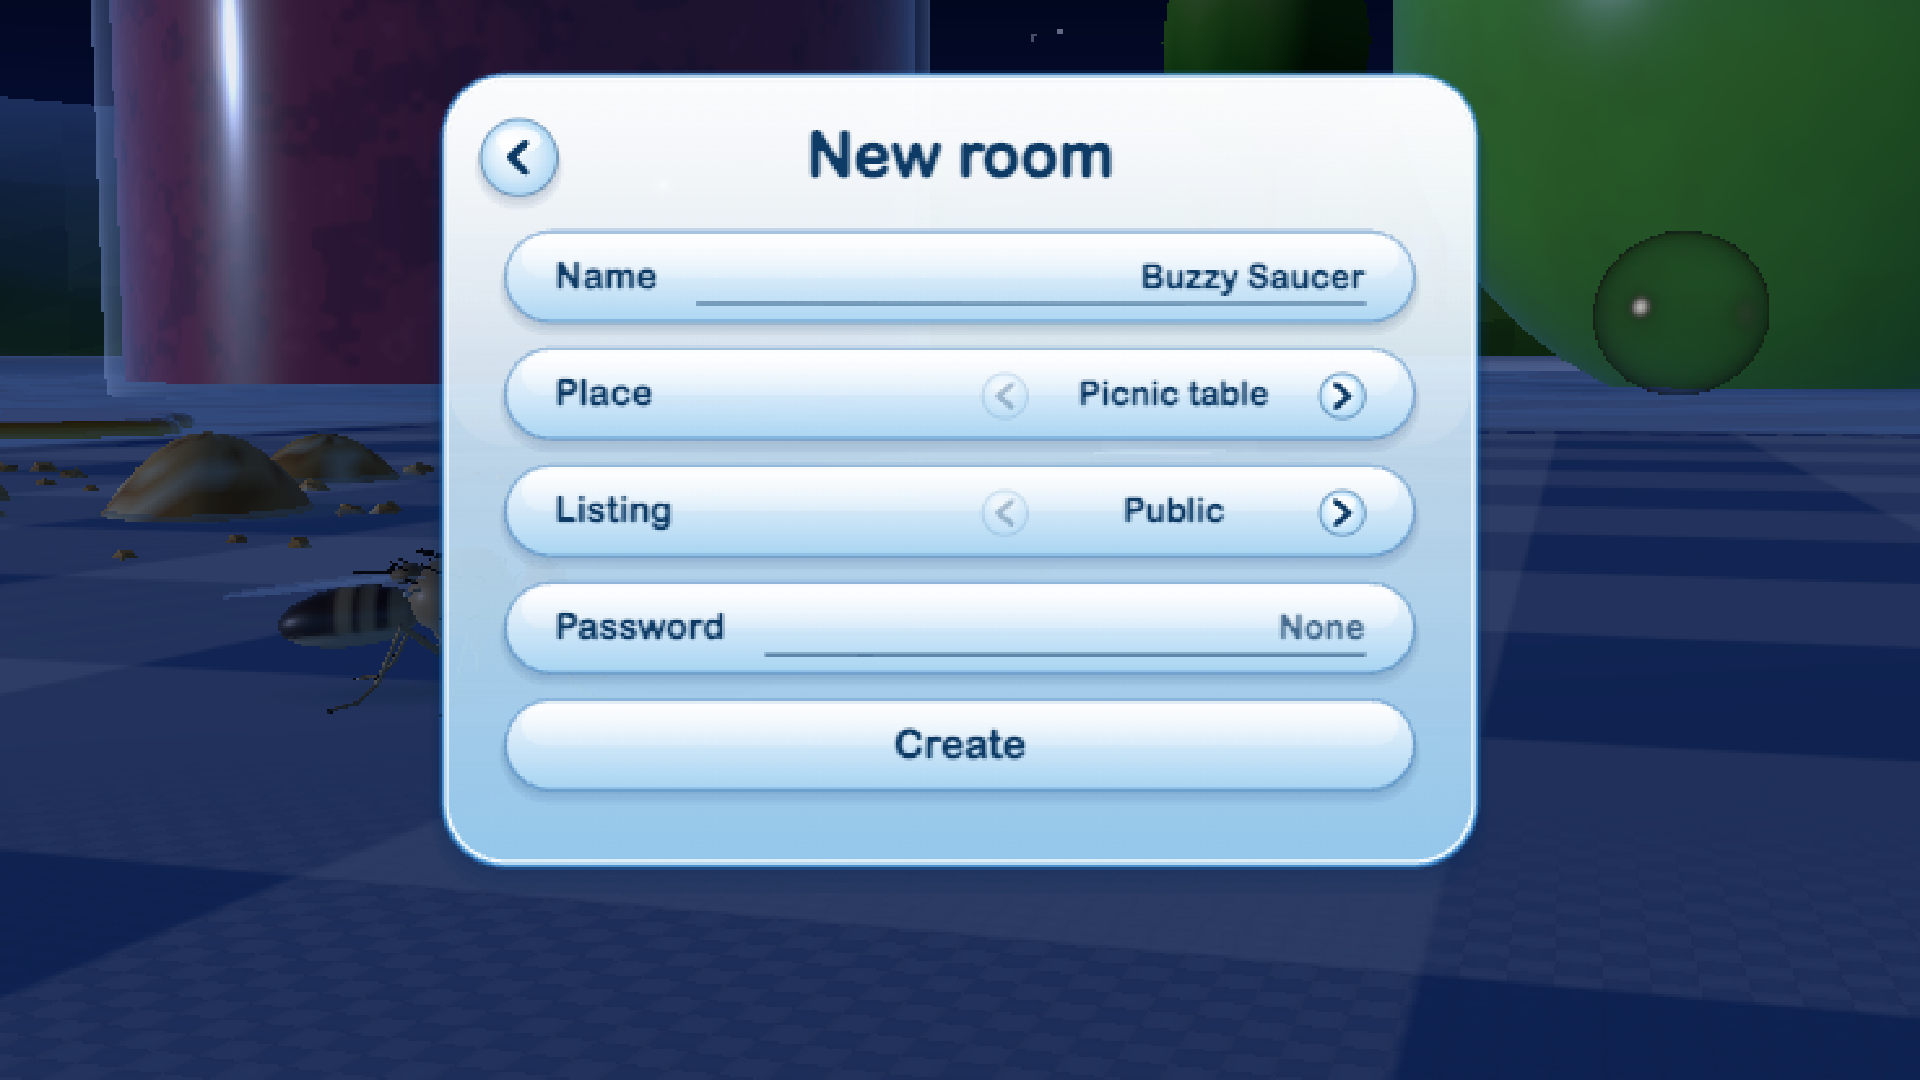 New room
Name Buzzy Saucer
Place Picnic table
Listing Public
Password None
Create